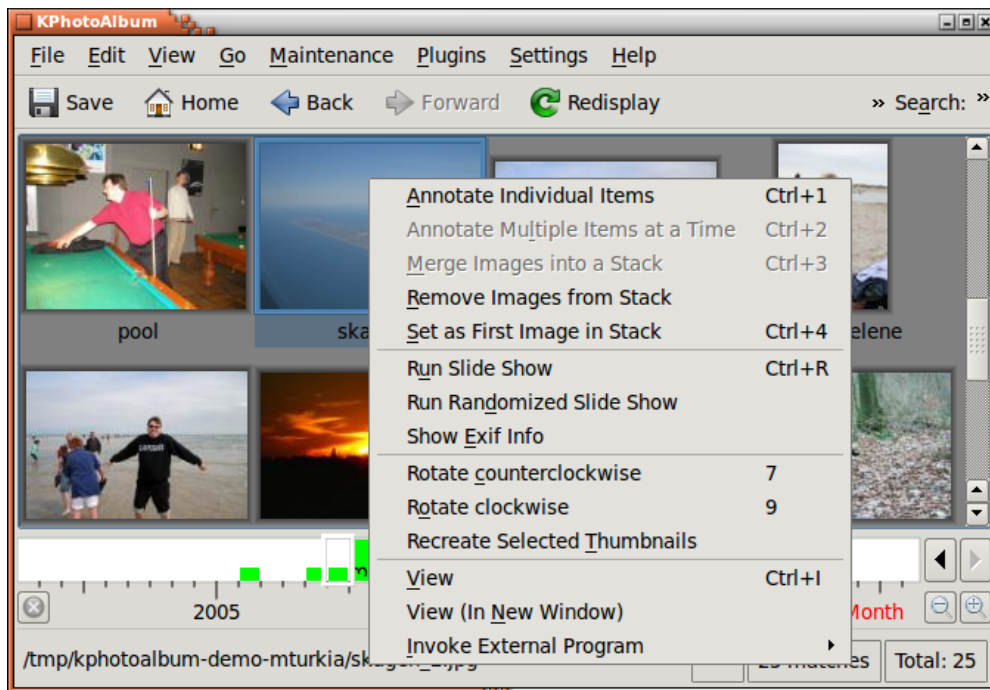 KPhotoAlbum
File Edit View Go Maintenance Plugins Settings Help
Save Home Back Forward Redisplay » Search: »
Annotate Individual Items Ctrl+1
Annotate Multiple Items at a Time Ctrl+2
Merge Images into a Stack Ctrl+3
Remove Images from Stack
Set as First Image in Stack Ctrl+4
pool ska elene
Run Slide Show Ctrl+R
Run Randomized Slide Show
Show Exif Info
Rotate counterclockwise 7
Rotate clockwise 9
Recreate Selected Thumbnails
View Ctrl+I
View (In New Window)
Invoke External Program
2005 Month
/tmp/kphotoalbum-demo-mturkia/ matches Total: 25